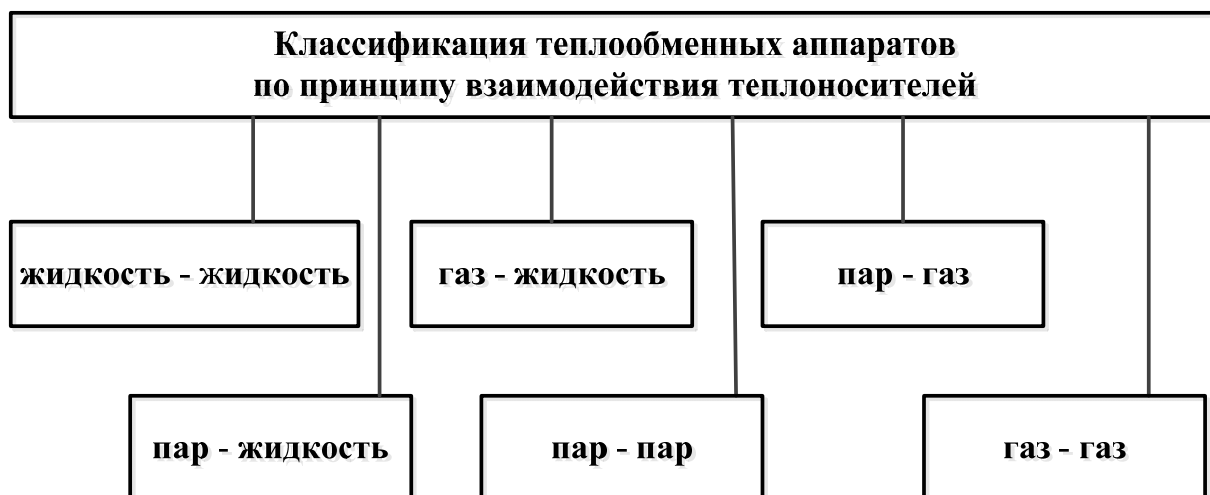 Классификация теплообменных аппаратов
по принципу взаимодействия теплоносителей
жидкость - жидкость
газ - жидкость
пар - газ
пар - жидкость
пар - пар
газ - газ